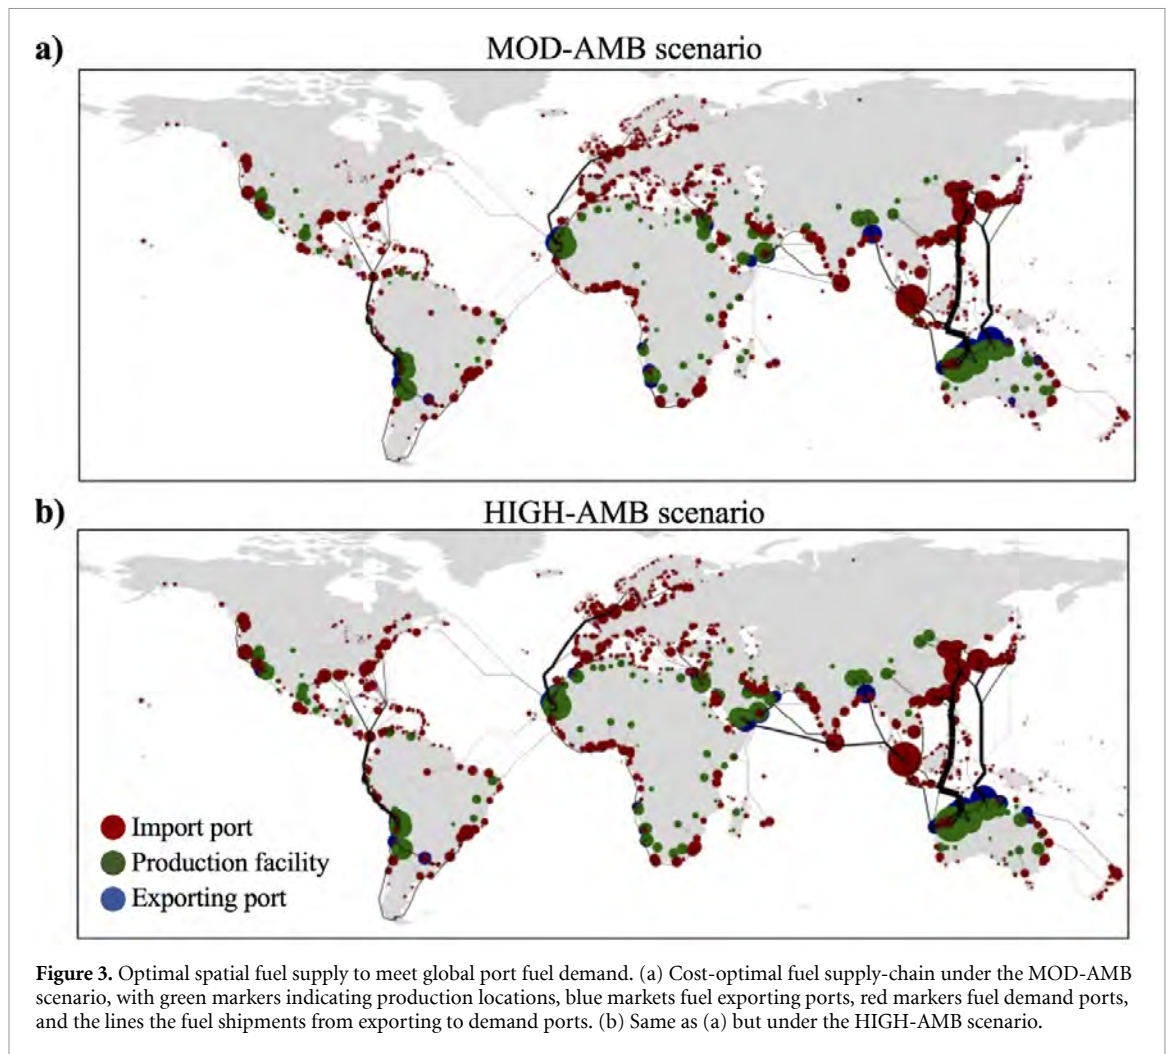 a)
MOD-AMB scenario
b)
HIGH-AMB scenario
Import port
Production facility
Exporting port
Figure 3. Optimal spatial fuel supply to meet global port fuel demand. (a) Cost-optimal fuel supply-chain under the MOD-AMB
scenario, with green markers indicating production locations, blue markets fuel exporting ports, red markers fuel demand ports,
and the lines the fuel shipments from exporting to demand ports. (b) Same as (a) but under the HIGH-AMB scenario.